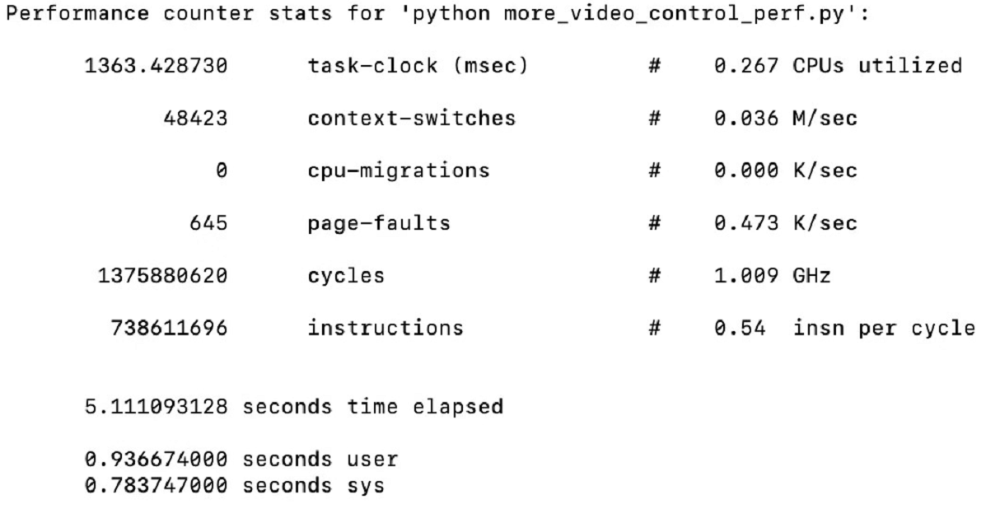 Performance counter stats for 'python more_video_control_perf.py':
1363.428730 task-clock (msec) # 0.267 CPUs utilized
48423 context-switches # 0.036 M/sec
0 cpu-migrations # 0.000 K/sec
645 page-faults # 0.473 K/sec
1375880620 cycles # 1.009 GHz
738611696 instructions # 0.54 insn per cycle
5.111093128 seconds time elapsed
0.936674000 seconds user
0.783747000 seconds sys